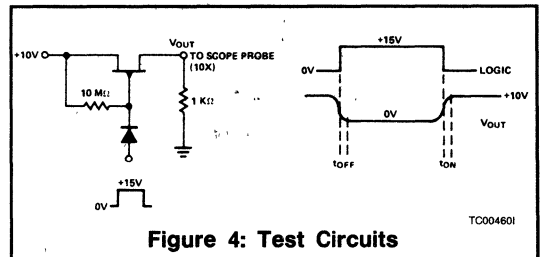 VOUT
+10V
TO SCOPE PROBE
(10X)
10 MΩ
1 KΩ
+15V
0V
+15V
0V
LOGIC
+10V
0V
VOUT
tOFF
tON
TC00460I
Figure 4: Test Circuits